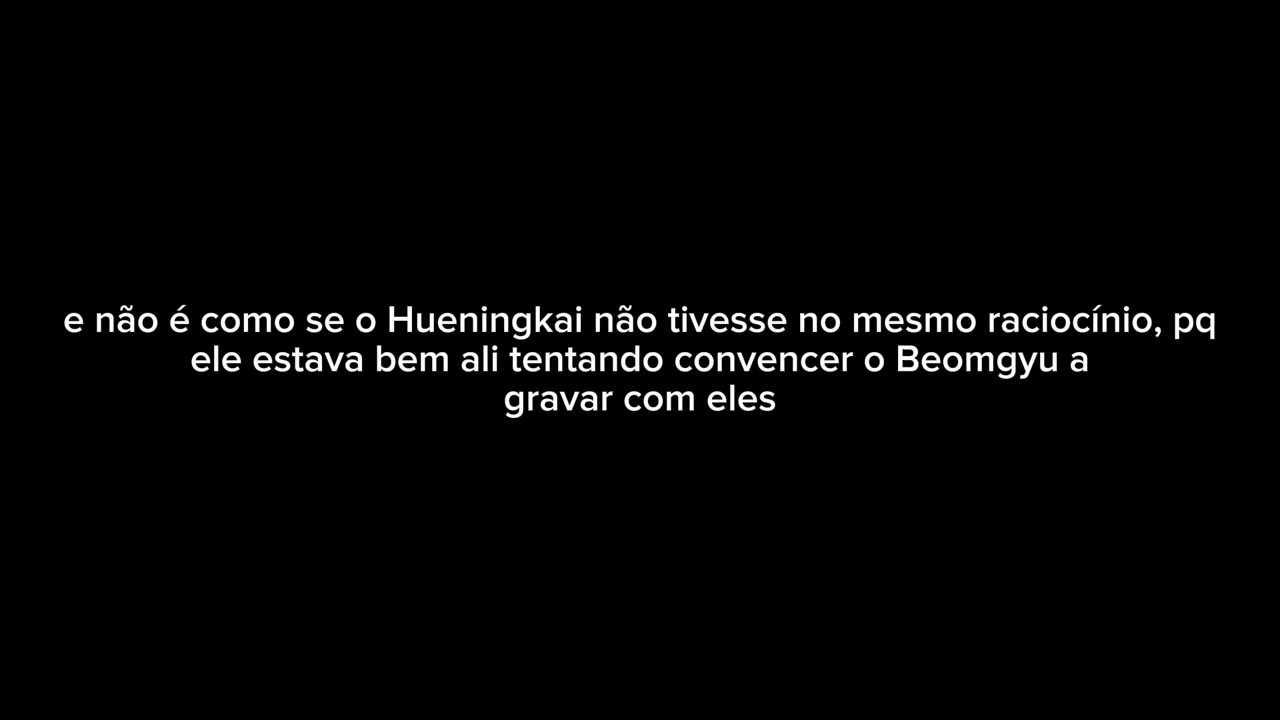 e não é como se o Hueningkai não tivesse no mesmo raciocínio, pq
ele estava bem ali tentando convencer o Beomgyu a
gravar com eles